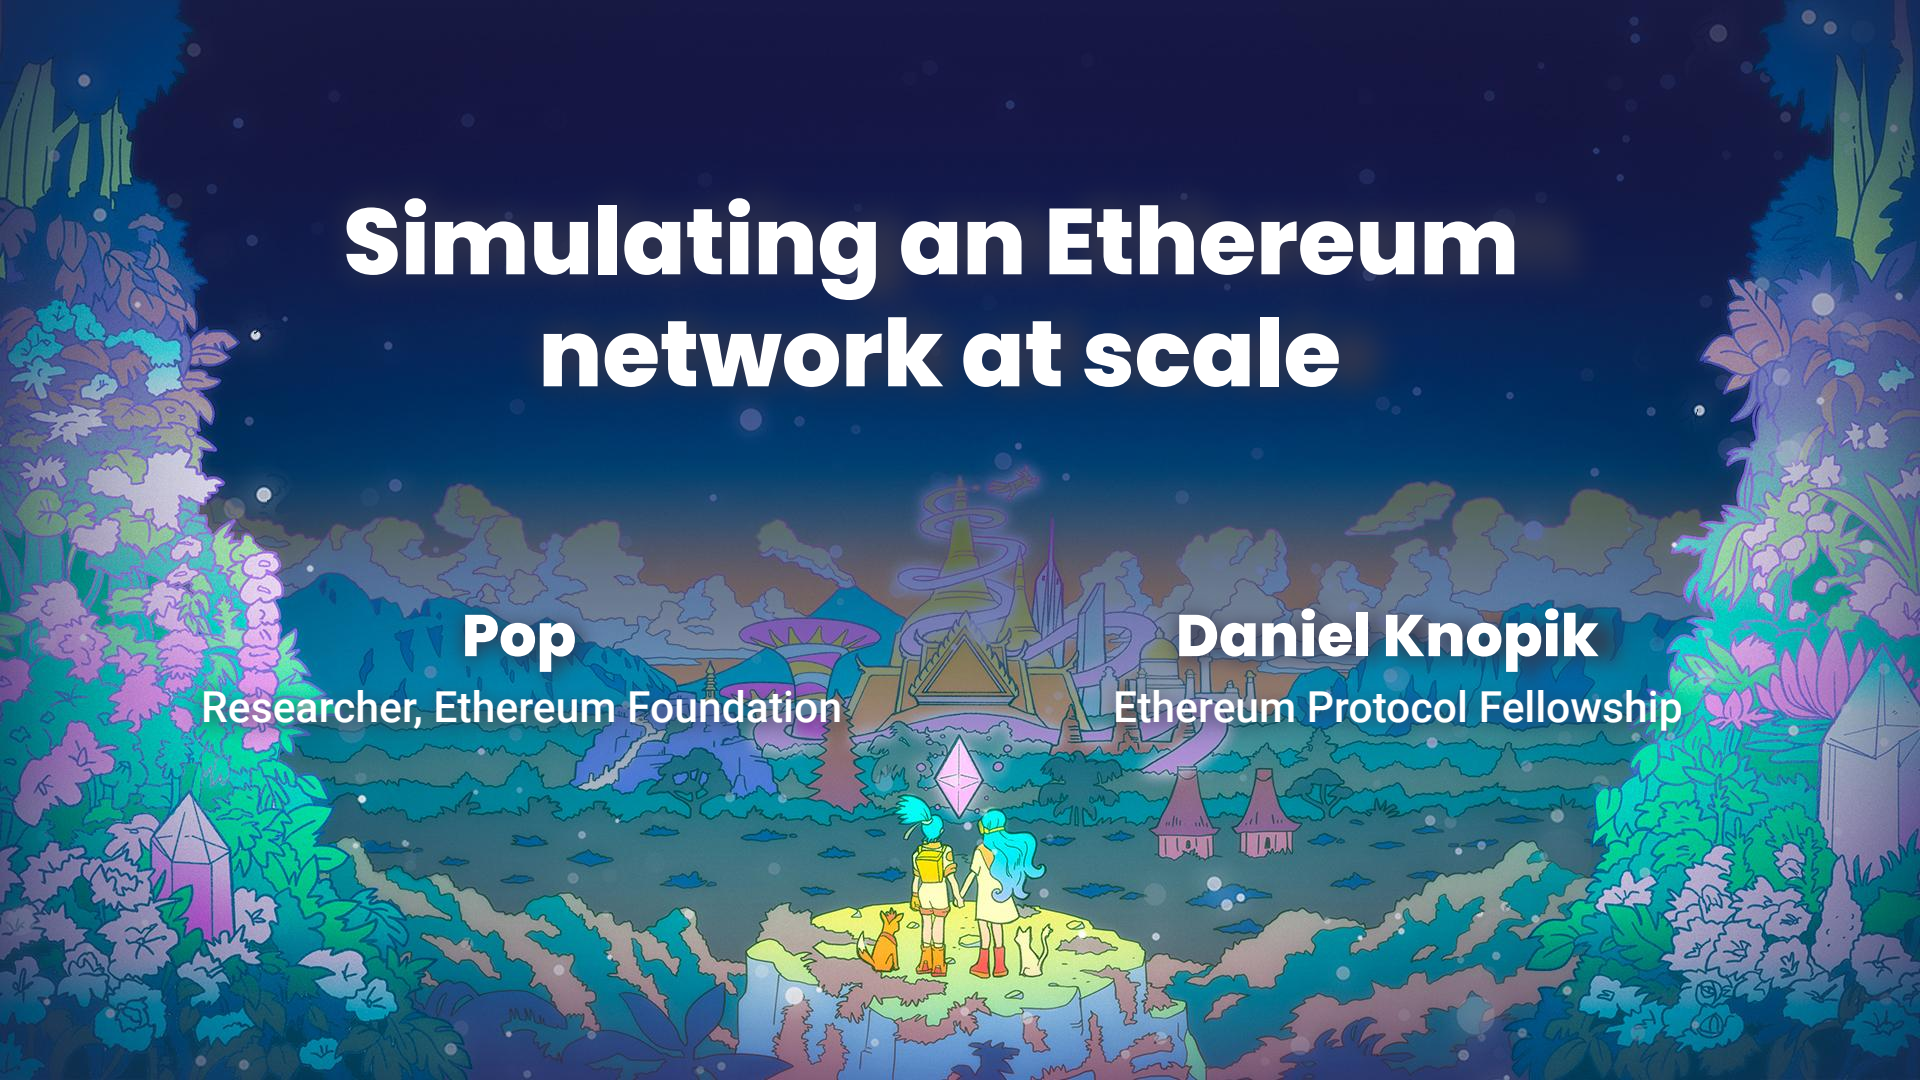 Simulating an Ethereum
network at scale
Pop
Researcher, Ethereum Foundation
Daniel Knopik
Ethereum Protocol Fellowship